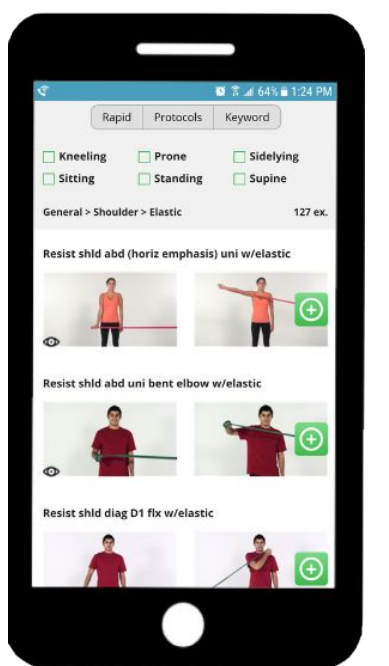 64% 1:24 PM
Rapid Protocols Keyword
Kneeling Prone Sidelying
Sitting Standing Supine
General > Shoulder > Elastic 127 ex.
Resist shld abd (horiz emphasis) uni w/elastic
Resist shld abd uni bent elbow w/elastic
Resist shld diag D1 flx w/elastic